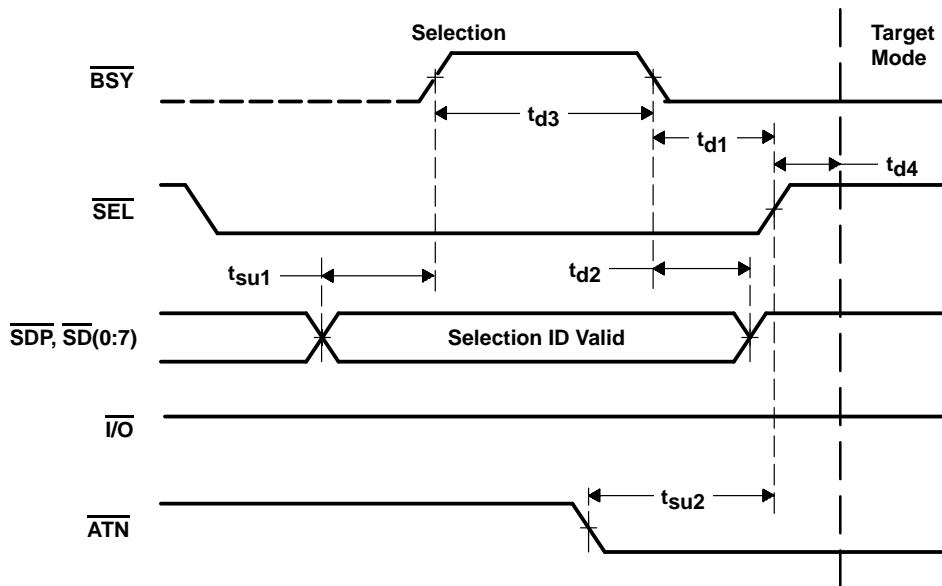 Selection
Target
Mode
BSY
td3
td1
td4
SEL
tsu1
td2
SDP, SD(0:7)
Selection ID Valid
I/O
tsu2
ATN